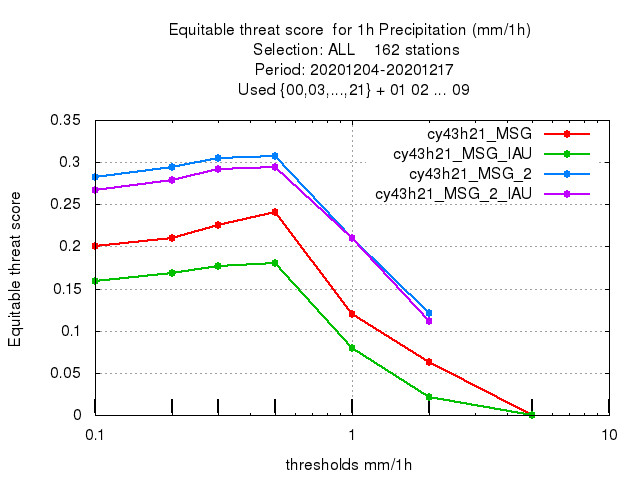 Equitable threat score  for 1h Precipitation (mm/1h)
Selection: ALL    162 stations
Period: 20201204-20201217
Used {00,03,...,21} + 01 02 ... 09
cy43h21_MSG
cy43h21_MSG_IAU
cy43h21_MSG_2
cy43h21_MSG_2_IAU
Equitable threat score
0.35
0.3
0.25
0.2
0.15
0.1
0.05
0
0.1
1
10
thresholds mm/1h